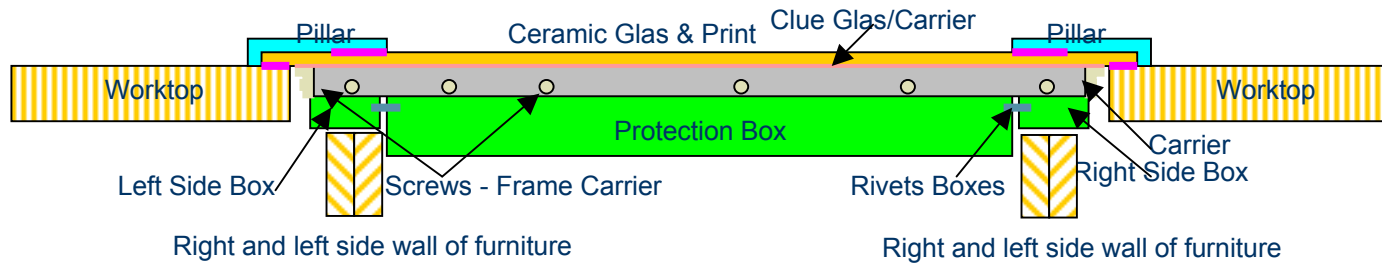 Clue Glas/Carrier
Pillar
Ceramic Glas & Print
Pillar
Worktop
Worktop
Protection Box
Carrier
Left Side Box
Screws - Frame Carrier
Rivets Boxes
Right Side Box
Right and left side wall of furniture
Right and left side wall of furniture